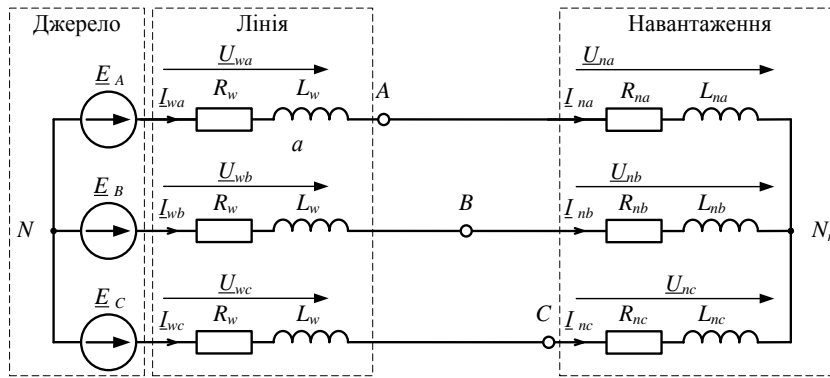 Джерело Лінія Навантаження
U_wa U_na
E_A I_wa R_w L_w A I_na R_na L_na
a
U_wb U_nb
N E_B I_wb R_w L_w B I_nb R_nb L_nb N
U_wc U_nc
E_C I_wc R_w L_w C I_nc R_nc L_nc